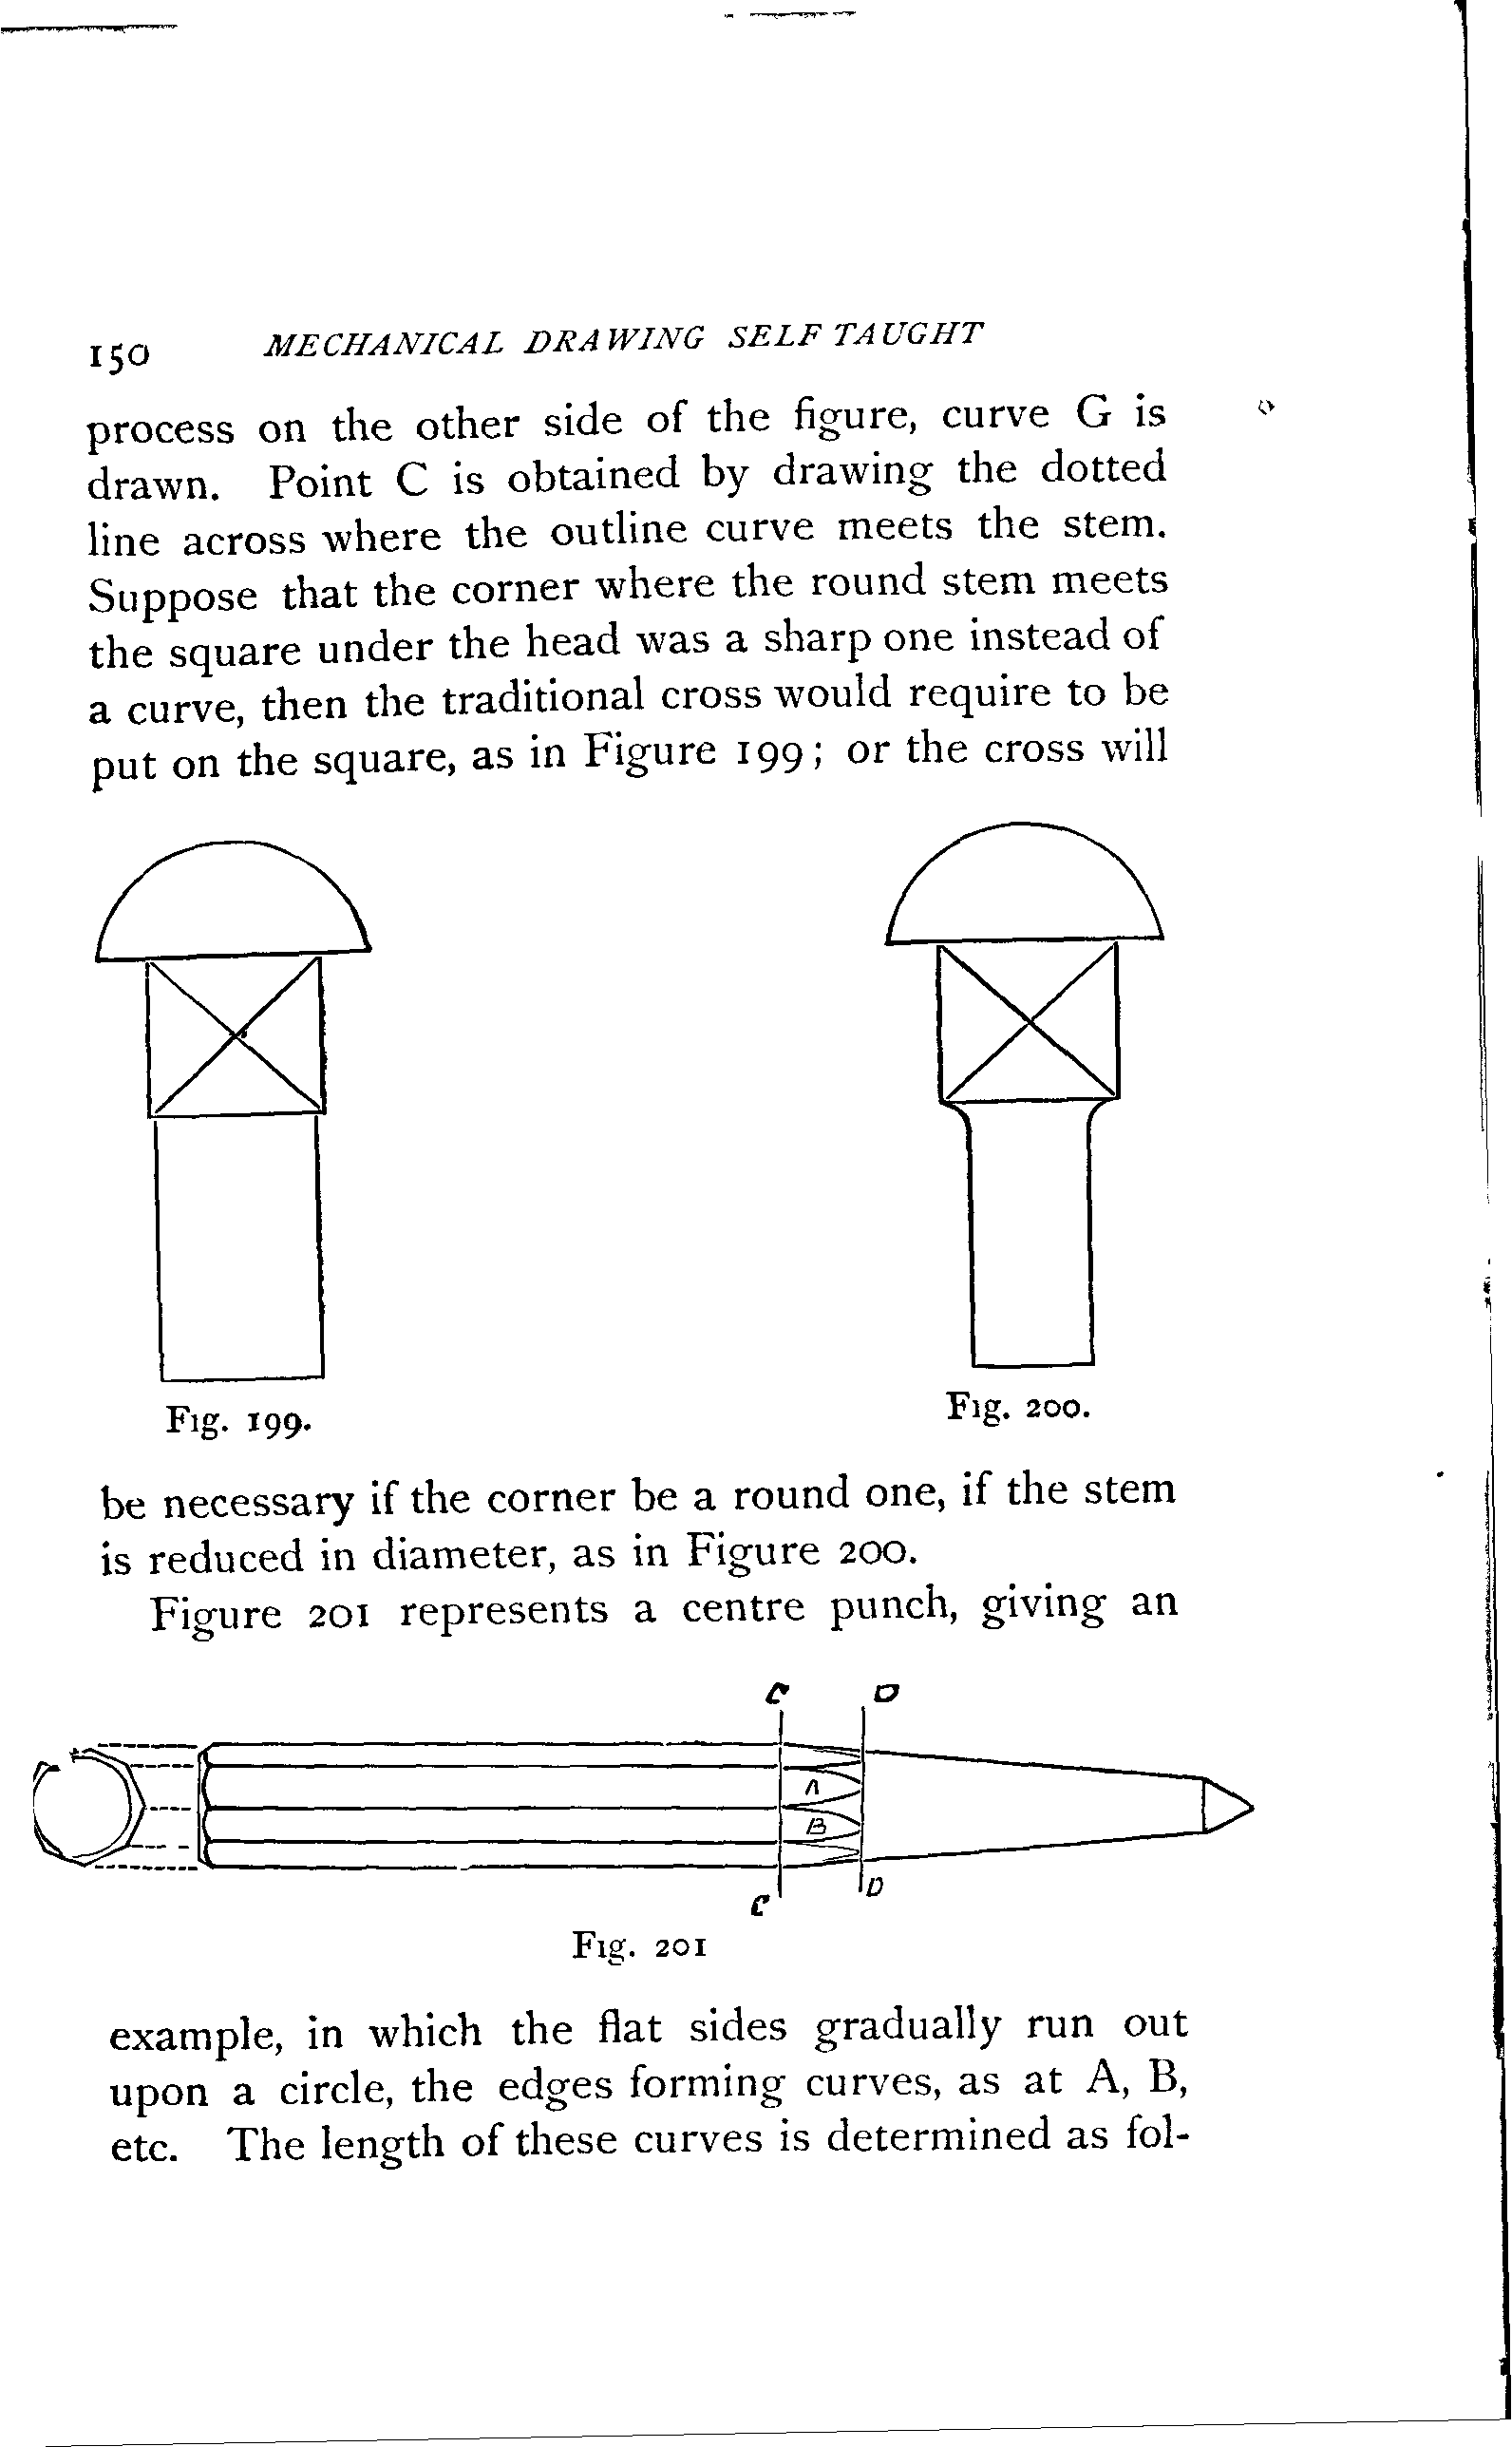 150 MECHANICAL DRAWING SELF TAUGHT
process on the other side of the figure, curve G is
drawn. Point C is obtained by drawing the dotted
line across where the outline curve meets the stem.
Suppose that the corner where the round stem meets
the square under the head was a sharp one instead of
a curve, then the traditional cross would require to be
put on the square, as in Figure 199; or the cross will
Fig. 199.
Fig. 200.
be necessary if the corner be a round one, if the stem
is reduced in diameter, as in Figure 200.
Figure 201 represents a centre punch, giving an
C D
A
B
C D
Fig. 201
example, in which the flat sides gradually run out
upon a circle, the edges forming curves, as at A, B,
etc. The length of these curves is determined as fol-